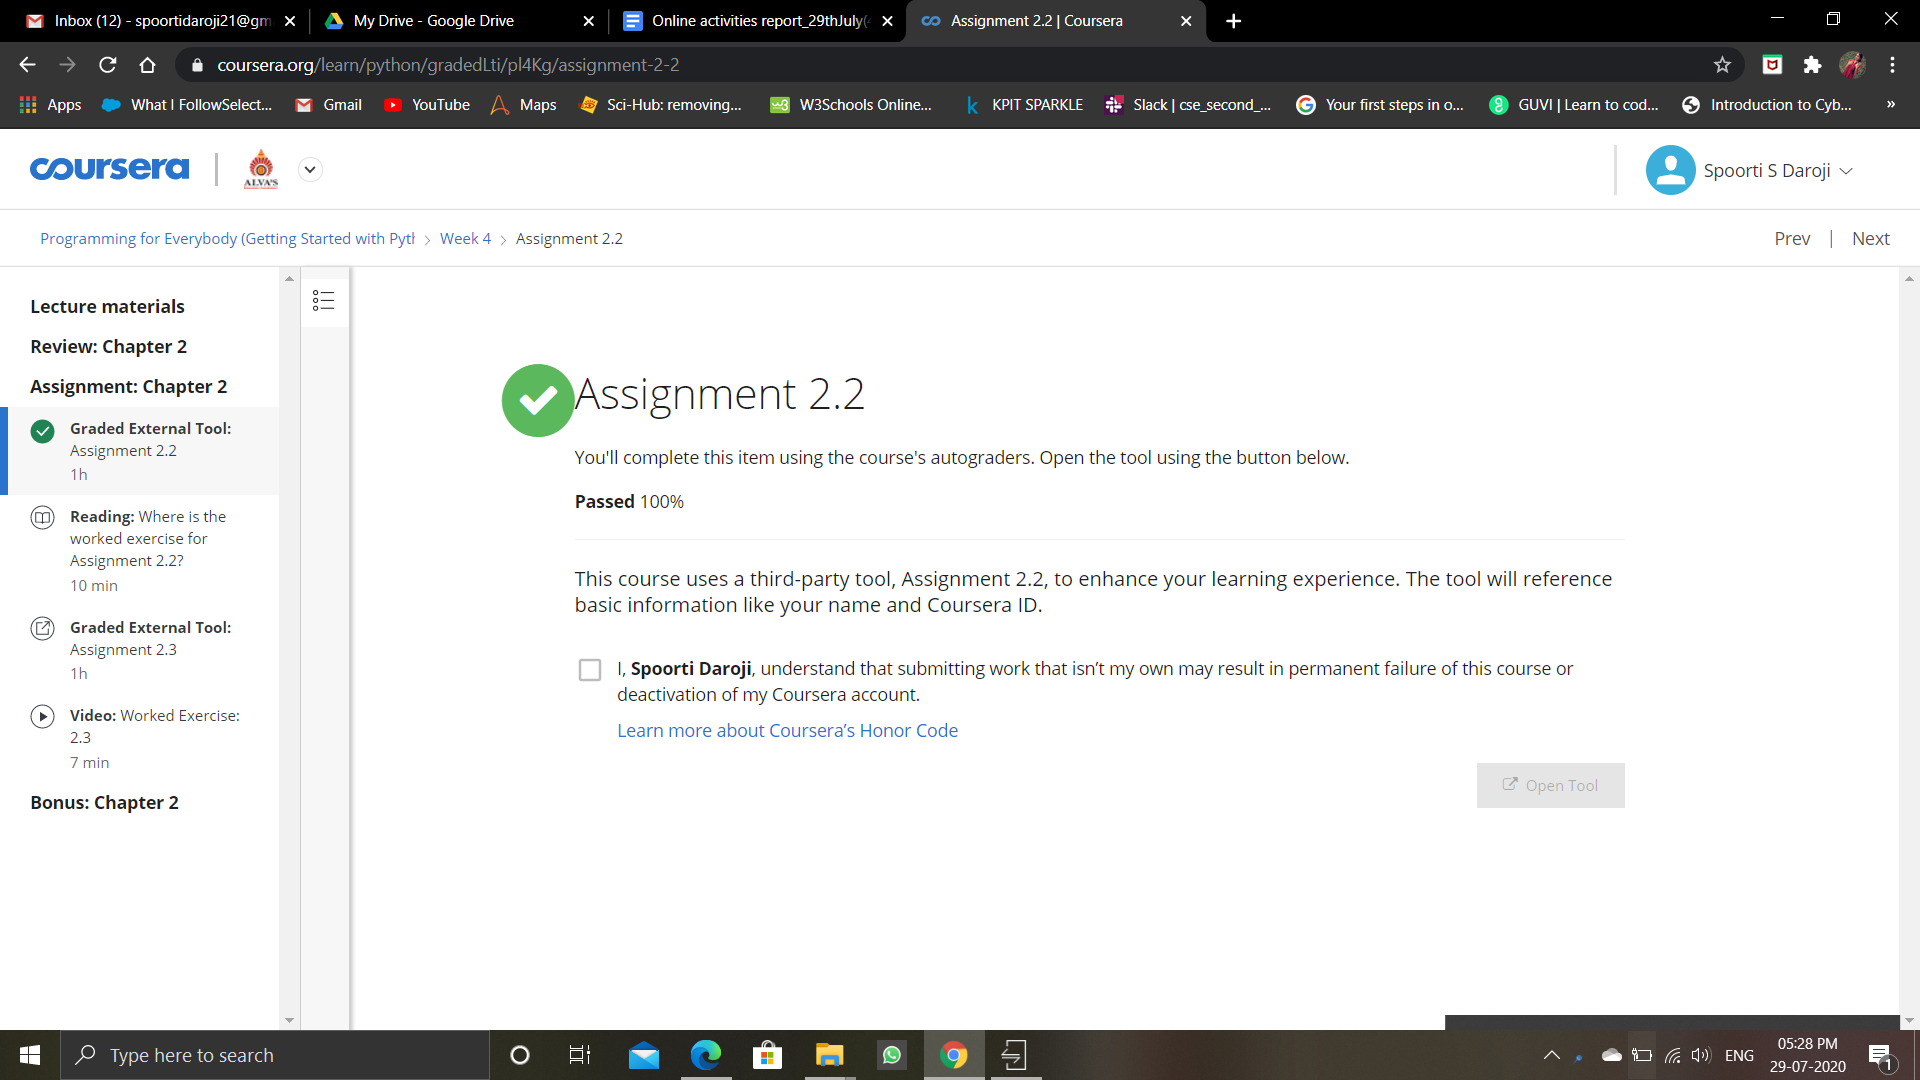 Inbox (12) - spoortidaroji21@gm
My Drive - Google Drive
Online activities report_29thJuly(
Assignment 2.2 | Coursera
coursera.org/learn/python/gradedLti/pl4Kg/assignment-2-2
Apps
What I FollowSelect...
Gmail
YouTube
Maps
Sci-Hub: removing...
W3Schools Online...
KPIT SPARKLE
Slack | cse_second_...
Your first steps in o...
GUVI | Learn to cod...
Introduction to Cyb...
»
coursera
ALVA'S
Spoorti S Daroji
Programming for Everybody (Getting Started with Pyth
Week 4
Assignment 2.2
Prev | Next
Lecture materials
Review: Chapter 2
Assignment: Chapter 2
Graded External Tool:
Assignment 2.2
1h
Reading: Where is the
worked exercise for
Assignment 2.2?
10 min
Graded External Tool:
Assignment 2.3
1h
Video: Worked Exercise:
2.3
7 min
Bonus: Chapter 2
Assignment 2.2
You'll complete this item using the course's autograders. Open the tool using the button below.
Passed 100%
This course uses a third-party tool, Assignment 2.2, to enhance your learning experience. The tool will reference
basic information like your name and Coursera ID.
I, Spoorti Daroji, understand that submitting work that isn’t my own may result in permanent failure of this course or
deactivation of my Coursera account.
Learn more about Coursera’s Honor Code
Open Tool
Type here to search
ENG
05:28 PM
29-07-2020
1